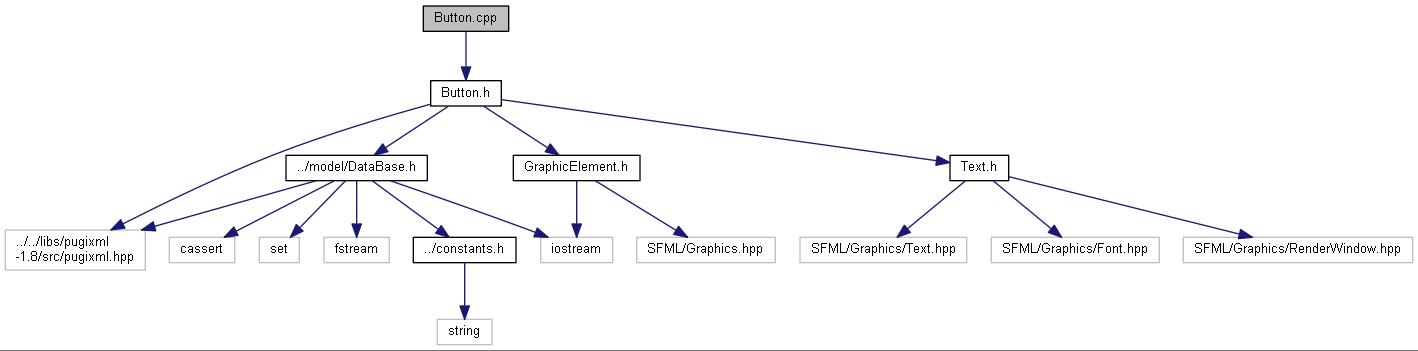 Button.cpp
Button.h
../model/DataBase.h
GraphicElement.h
Text.h
../../libs/pugixml
-1.8/src/pugixml.hpp
cassert
set
fstream
../constants.h
iostream
SFML/Graphics.hpp
SFML/Graphics/Text.hpp
SFML/Graphics/Font.hpp
SFML/Graphics/RenderWindow.hpp
string